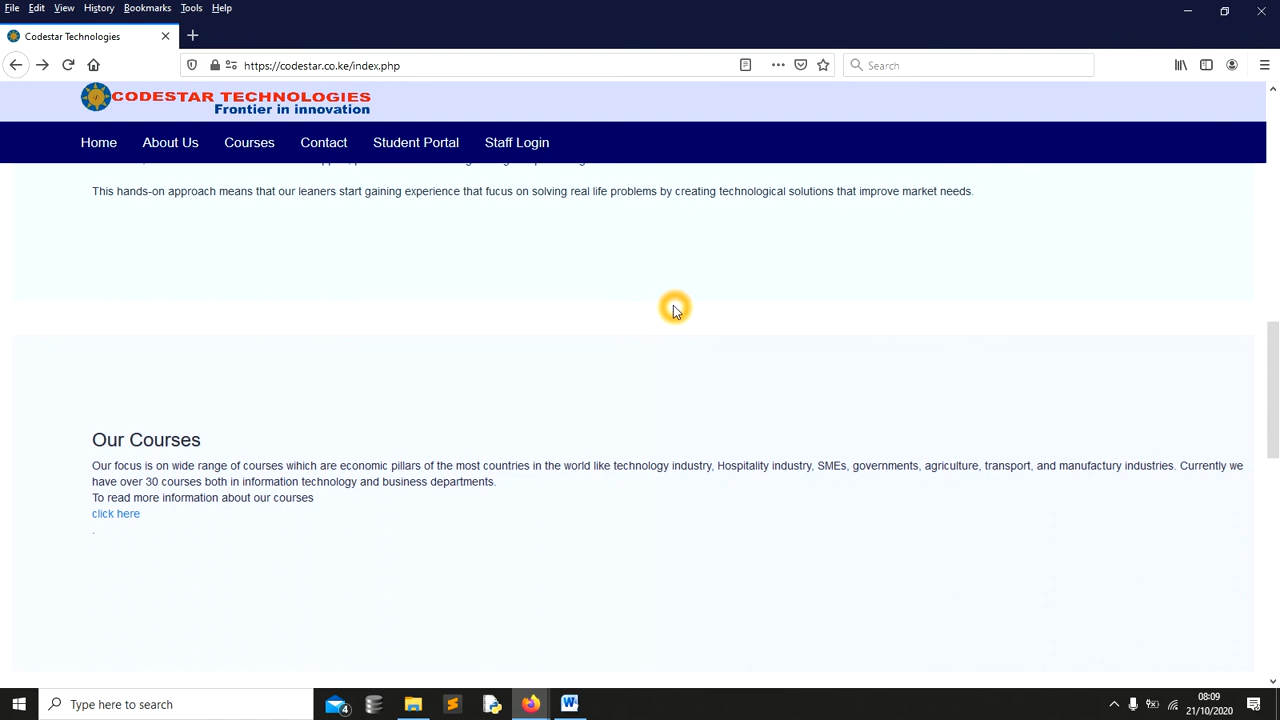 File Edit View History Bookmarks Tools Help
Codestar Technologies
https://codestar.co.ke/index.php
Search
CODESTAR TECHNOLOGIES
Frontier in innovation
Home About Us Courses Contact Student Portal Staff Login
This hands-on approach means that our leaners start gaining experience that focus on solving real life problems by creating technological solutions that improve market needs.
Our Courses
Our focus is on wide range of courses which are economic pillars of the most countries in the world like technology industry, Hospitality industry, SMEs, governments, agriculture, transport, and manufactury industries. Currently we
have over 30 courses both in information technology and business departments.
To read more information about our courses
click here
.
Type here to search
4
08:09
21/10/2020